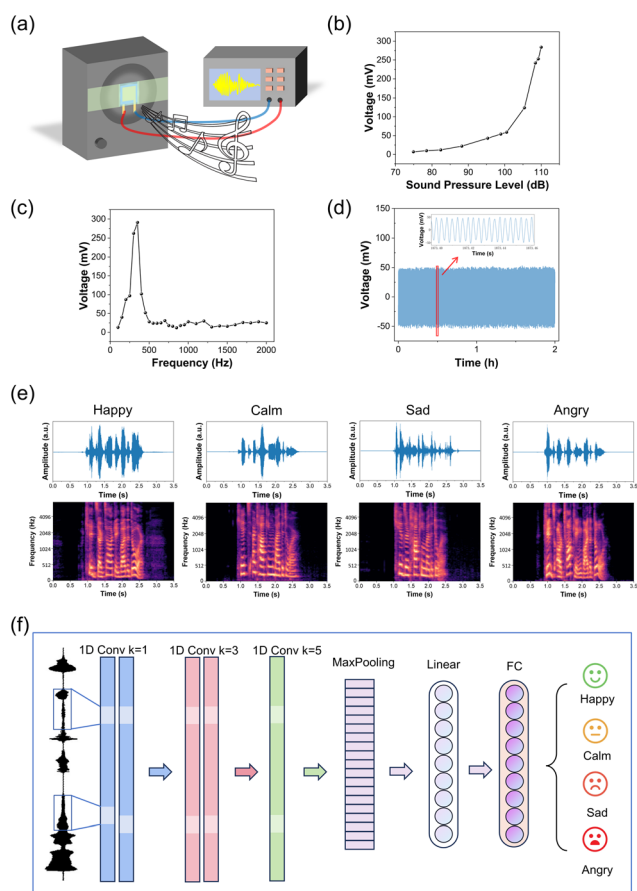 (a)
(b)
Voltage (mV)
300
250
200
150
100
50
0
70 80 90 100 110
Sound Pressure Level (dB)
(c)
Voltage (mV)
300
250
200
150
100
50
0
0 500 1000 1500 2000
Frequency (Hz)
(d)
Voltage (mV)
150
100
50
0
-50
0 1 2
Time (h)
Voltage (mV)
Time (s)
(e)
Happy Calm Sad Angry
Amplitude (a.u.)
0.0 0.5 1.0 1.5 2.0 2.5 3.0 3.5
Time (s)
Amplitude (a.u.)
0.0 0.5 1.0 1.5 2.0 2.5 3.0 3.5
Time (s)
Amplitude (a.u.)
0.0 0.5 1.0 1.5 2.0 2.5 3.0 3.5
Time (s)
Amplitude (a.u.)
0.0 0.5 1.0 1.5 2.0 2.5 3.0 3.5
Time (s)
Frequency (Hz)
4096
2048
1024
512
0
0.0 0.5 1.0 1.5 2.0 2.5 3.0 3.5
Time (s)
Frequency (Hz)
4096
2048
1024
512
0
0.0 0.5 1.0 1.5 2.0 2.5 3.0 3.5
Time (s)
Frequency (Hz)
4096
2048
1024
512
0
0.0 0.5 1.0 1.5 2.0 2.5 3.0 3.5
Time (s)
Frequency (Hz)
4096
2048
1024
512
0
0.0 0.5 1.0 1.5 2.0 2.5 3.0 3.5
Time (s)
(f)
1D Conv k=1 1D Conv k=3 1D Conv k=5
MaxPooling Linear FC
Happy
Calm
Sad
Angry